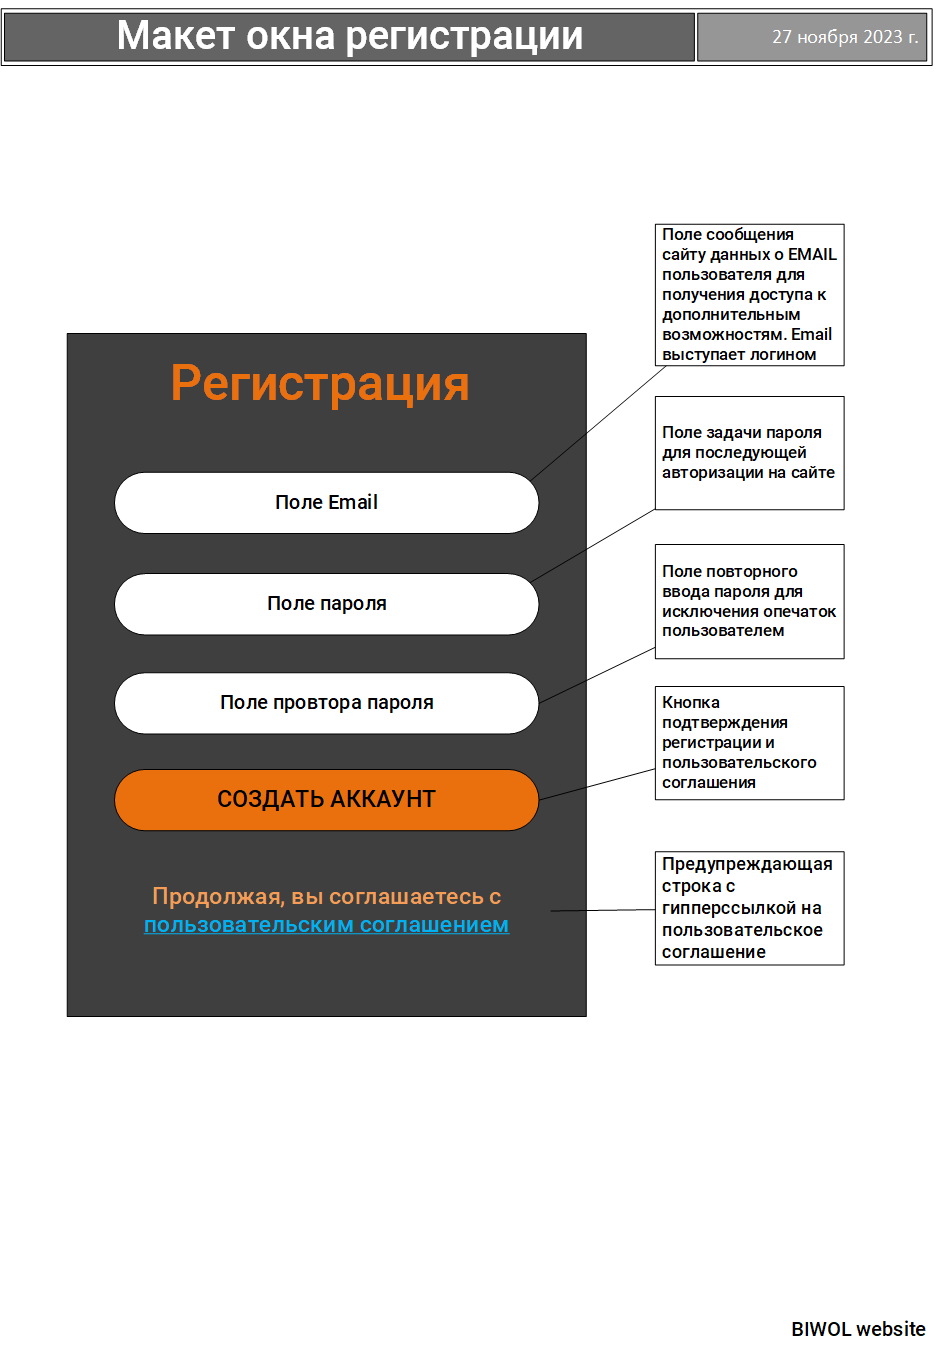 Макет окна регистрации
27 ноября 2023 г.
Поле сообщения
сайту данных о EMAIL
пользователя для
получения доступа к
дополнительным
возможностям. Email
выступает логином
Регистрация
Поле задачи пароля
для последующей
авторизации на сайте
Поле Email
Поле повторного
ввода пароля для
исключения опечаток
пользователем
Поле пароля
Поле провтора пароля
Кнопка
подтверждения
регистрации и
пользовательского
соглашения
СОЗДАТЬ АККАУНТ
Предупреждающая
строка с
гипперссылкой на
пользовательское
соглашение
Продолжая, вы соглашаетесь с
пользовательским соглашением
BIWOL website